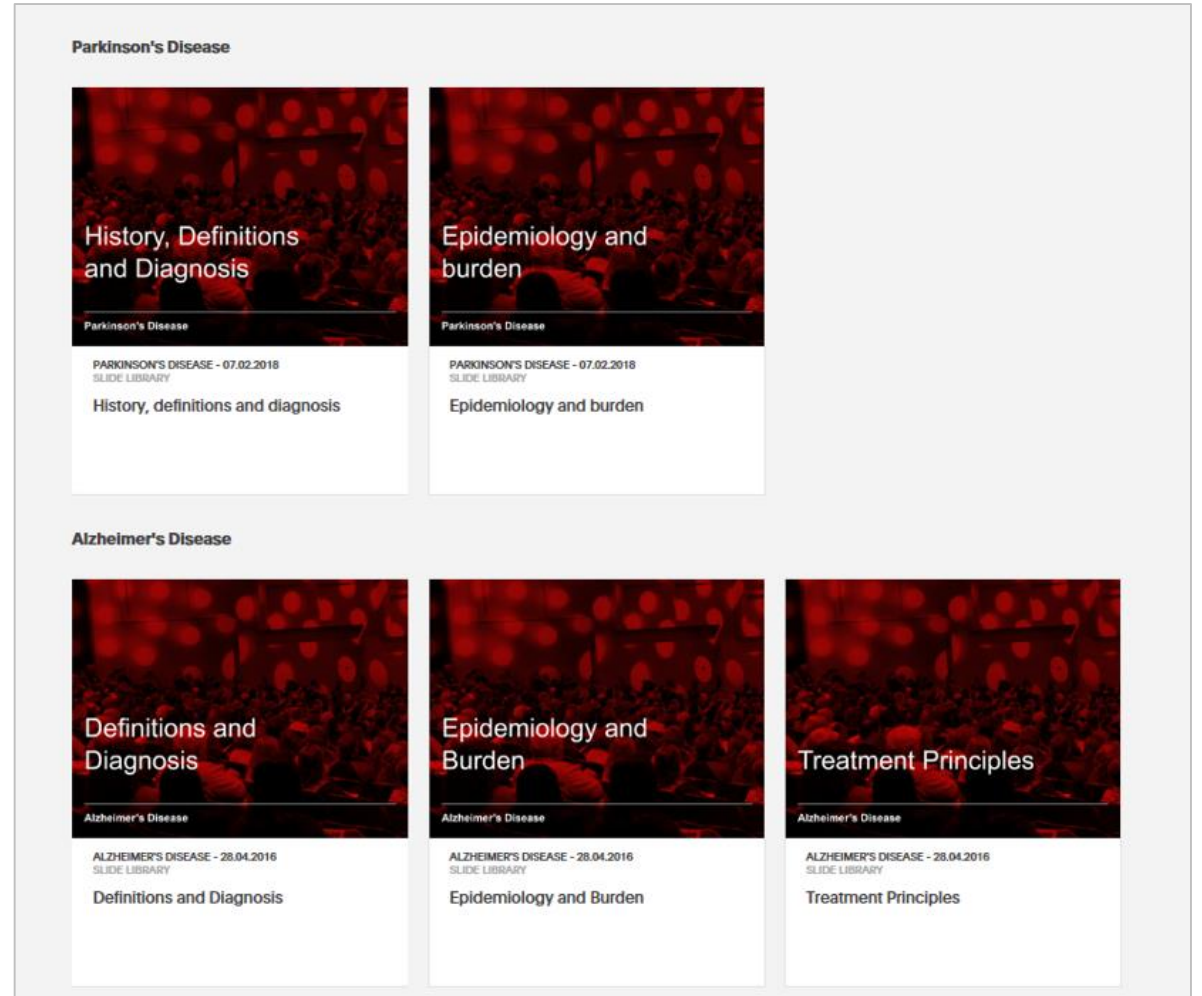 Parkinson's Disease
History, Definitions
and Diagnosis
Parkinson's Disease
PARKINSON'S DISEASE - 07.02.2018
SLIDE LIBRARY
History, definitions and diagnosis
Epidemiology and
burden
Parkinson's Disease
PARKINSON'S DISEASE - 07.02.2018
SLIDE LIBRARY
Epidemiology and burden
Alzheimer's Disease
Definitions and
Diagnosis
Alzheimer's Disease
ALZHEIMER'S DISEASE - 28.04.2016
SLIDE LIBRARY
Definitions and Diagnosis
Epidemiology and
Burden
Alzheimer's Disease
ALZHEIMER'S DISEASE - 28.04.2016
SLIDE LIBRARY
Epidemiology and Burden
Treatment Principles
Alzheimer's Disease
ALZHEIMER'S DISEASE - 28.04.2016
SLIDE LIBRARY
Treatment Principles